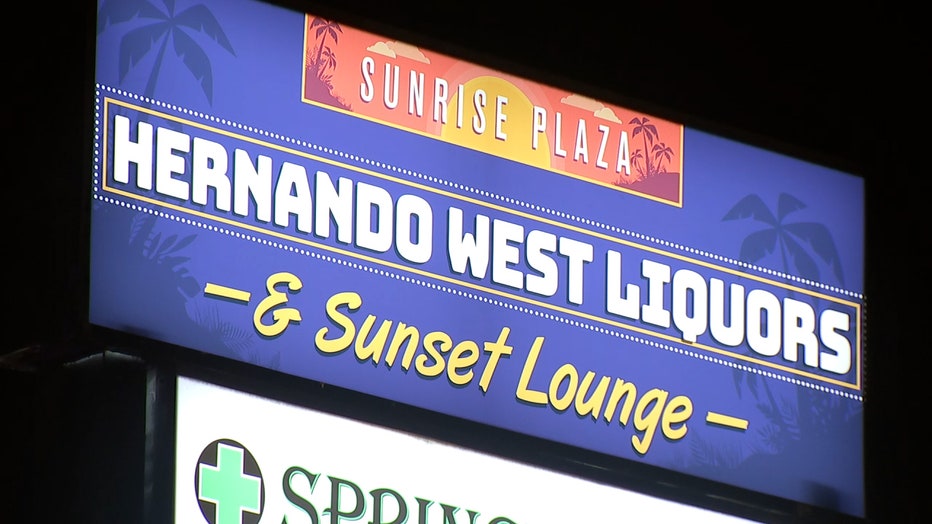 SUNRISE PLAZA
HERNANDO WEST LIQUORS
– & Sunset Lounge –